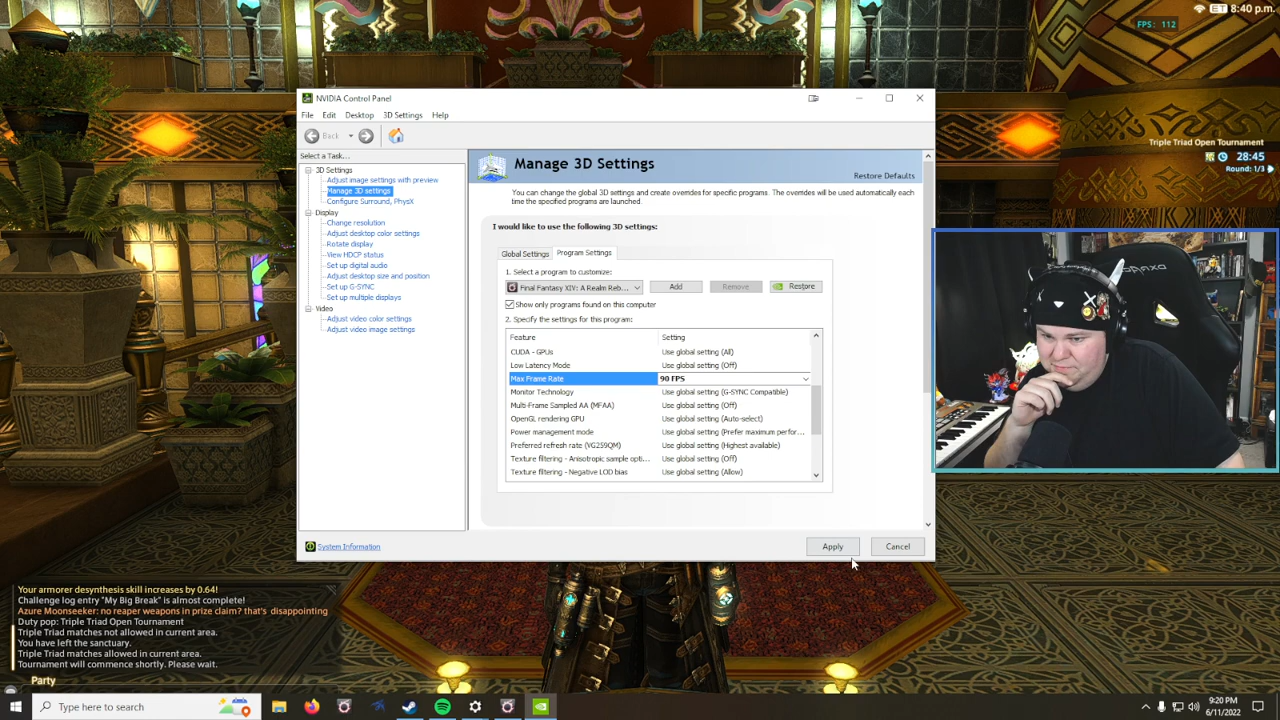 ET 8:40 p.m.
FPS: 112
NVIDIA Control Panel
File Edit Desktop 3D Settings Help
Back
Select a Task...
3D Settings
Adjust image settings with preview
Manage 3D settings
Configure Surround, PhysX
Display
Change resolution
Adjust desktop color settings
Rotate display
View HDCP status
Set up digital audio
Adjust desktop size and position
Set up G-SYNC
Set up multiple displays
Video
Adjust video color settings
Adjust video image settings
System Information
Manage 3D Settings
Restore Defaults
You can change the global 3D settings and create overrides for specific programs. The overrides will be used automatically each
time the specified programs are launched.
I would like to use the following 3D settings:
Global Settings Program Settings
1. Select a program to customize:
Final Fantasy XIV: A Realm Reb... Add Remove Restore
Show only programs found on this computer
2. Specify the settings for this program:
Feature Setting
CUDA - GPUs Use global setting (All)
Low Latency Mode Use global setting (Off)
Max Frame Rate 90 FPS
Monitor Technology Use global setting (G-SYNC Compatible)
Multi-Frame Sampled AA (MFAA) Use global setting (Off)
OpenGL rendering GPU Use global setting (Auto-select)
Power management mode Use global setting (Prefer maximum perfor...
Preferred refresh rate (VG259QM) Use global setting (Highest available)
Texture filtering - Anisotropic sample opti... Use global setting (Off)
Texture filtering - Negative LOD bias Use global setting (Allow)
Apply Cancel
Triple Triad Open Tournament
28:45
Round: 1/3
Your armorer desynthesis skill increases by 0.64!
Challenge log entry "My Big Break" is almost complete!
Azure Moonseeker: no reaper weapons in prize claim? that's disappointing
Duty pop: Triple Triad Open Tournament
Triple Triad matches not allowed in current area.
You have left the sanctuary.
Triple Triad matches allowed in current area.
Tournament will commence shortly. Please wait.
Party
Type here to search
9:20 PM
6/11/2022